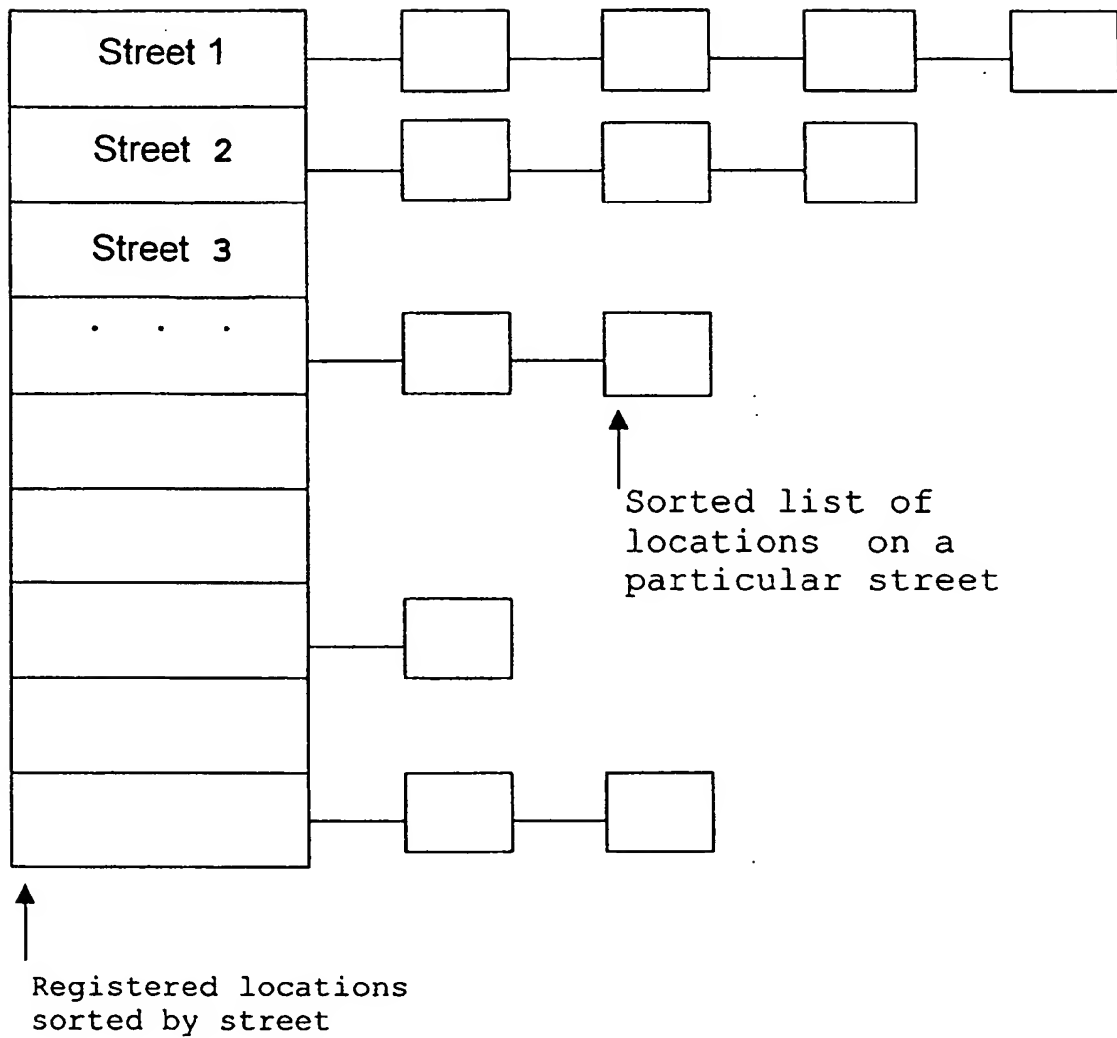 Street 1
Street 2
Street 3
. . .
Sorted list of
locations on a
particular street
Registered locations
sorted by street